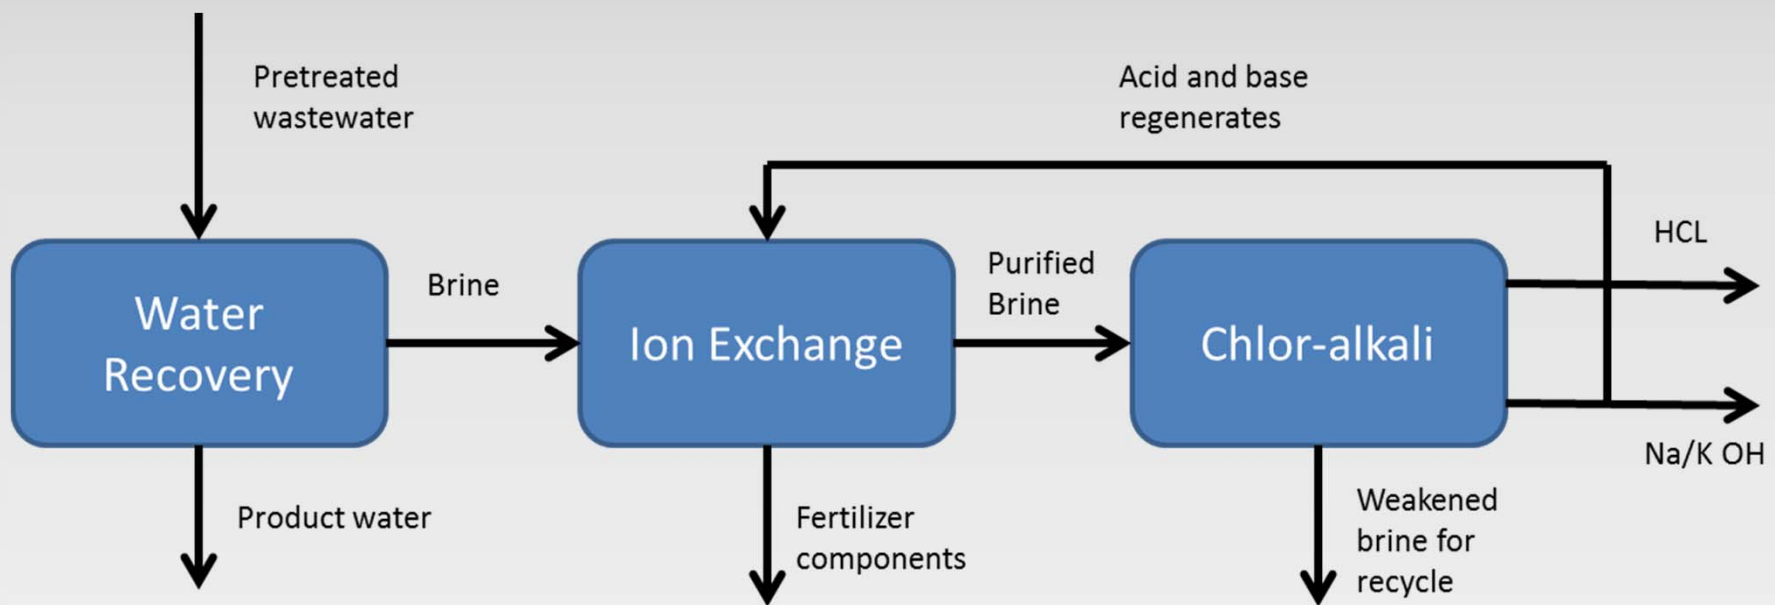 Pretreated
wastewater
Acid and base
regenerates
HCL
Water
Recovery
Brine
Ion Exchange
Purified
Brine
Chlor-alkali
Na/K OH
Product water
Fertilizer
components
Weakened
brine for
recycle